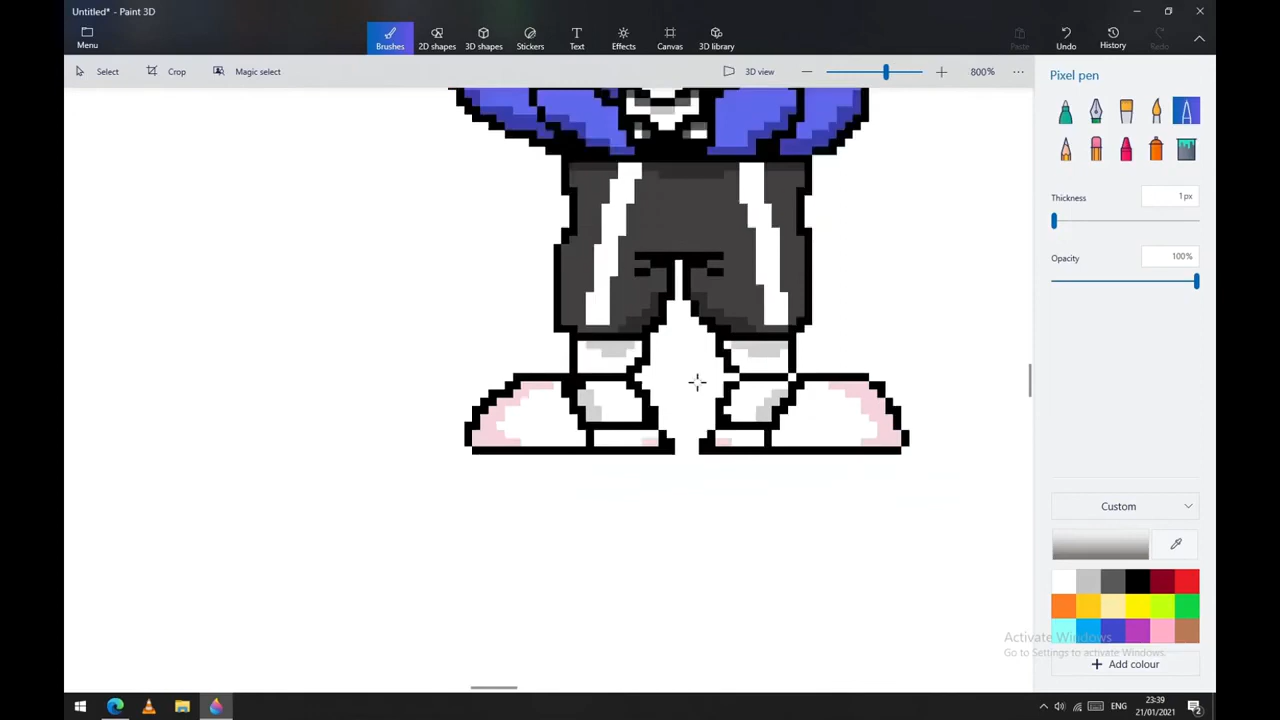 Untitled* - Paint 3D
Menu
Brushes
2D shapes
3D shapes
Stickers
Text
Effects
Canvas
3D library
Paste
Undo
History
Redo
Select
Crop
Magic select
3D view
800%
Pixel pen
Thickness
1px
Opacity
100%
Custom
Activate Windows
Go to Settings to activate Windows.
Add colour
ENG
23:39
21/01/2021
2